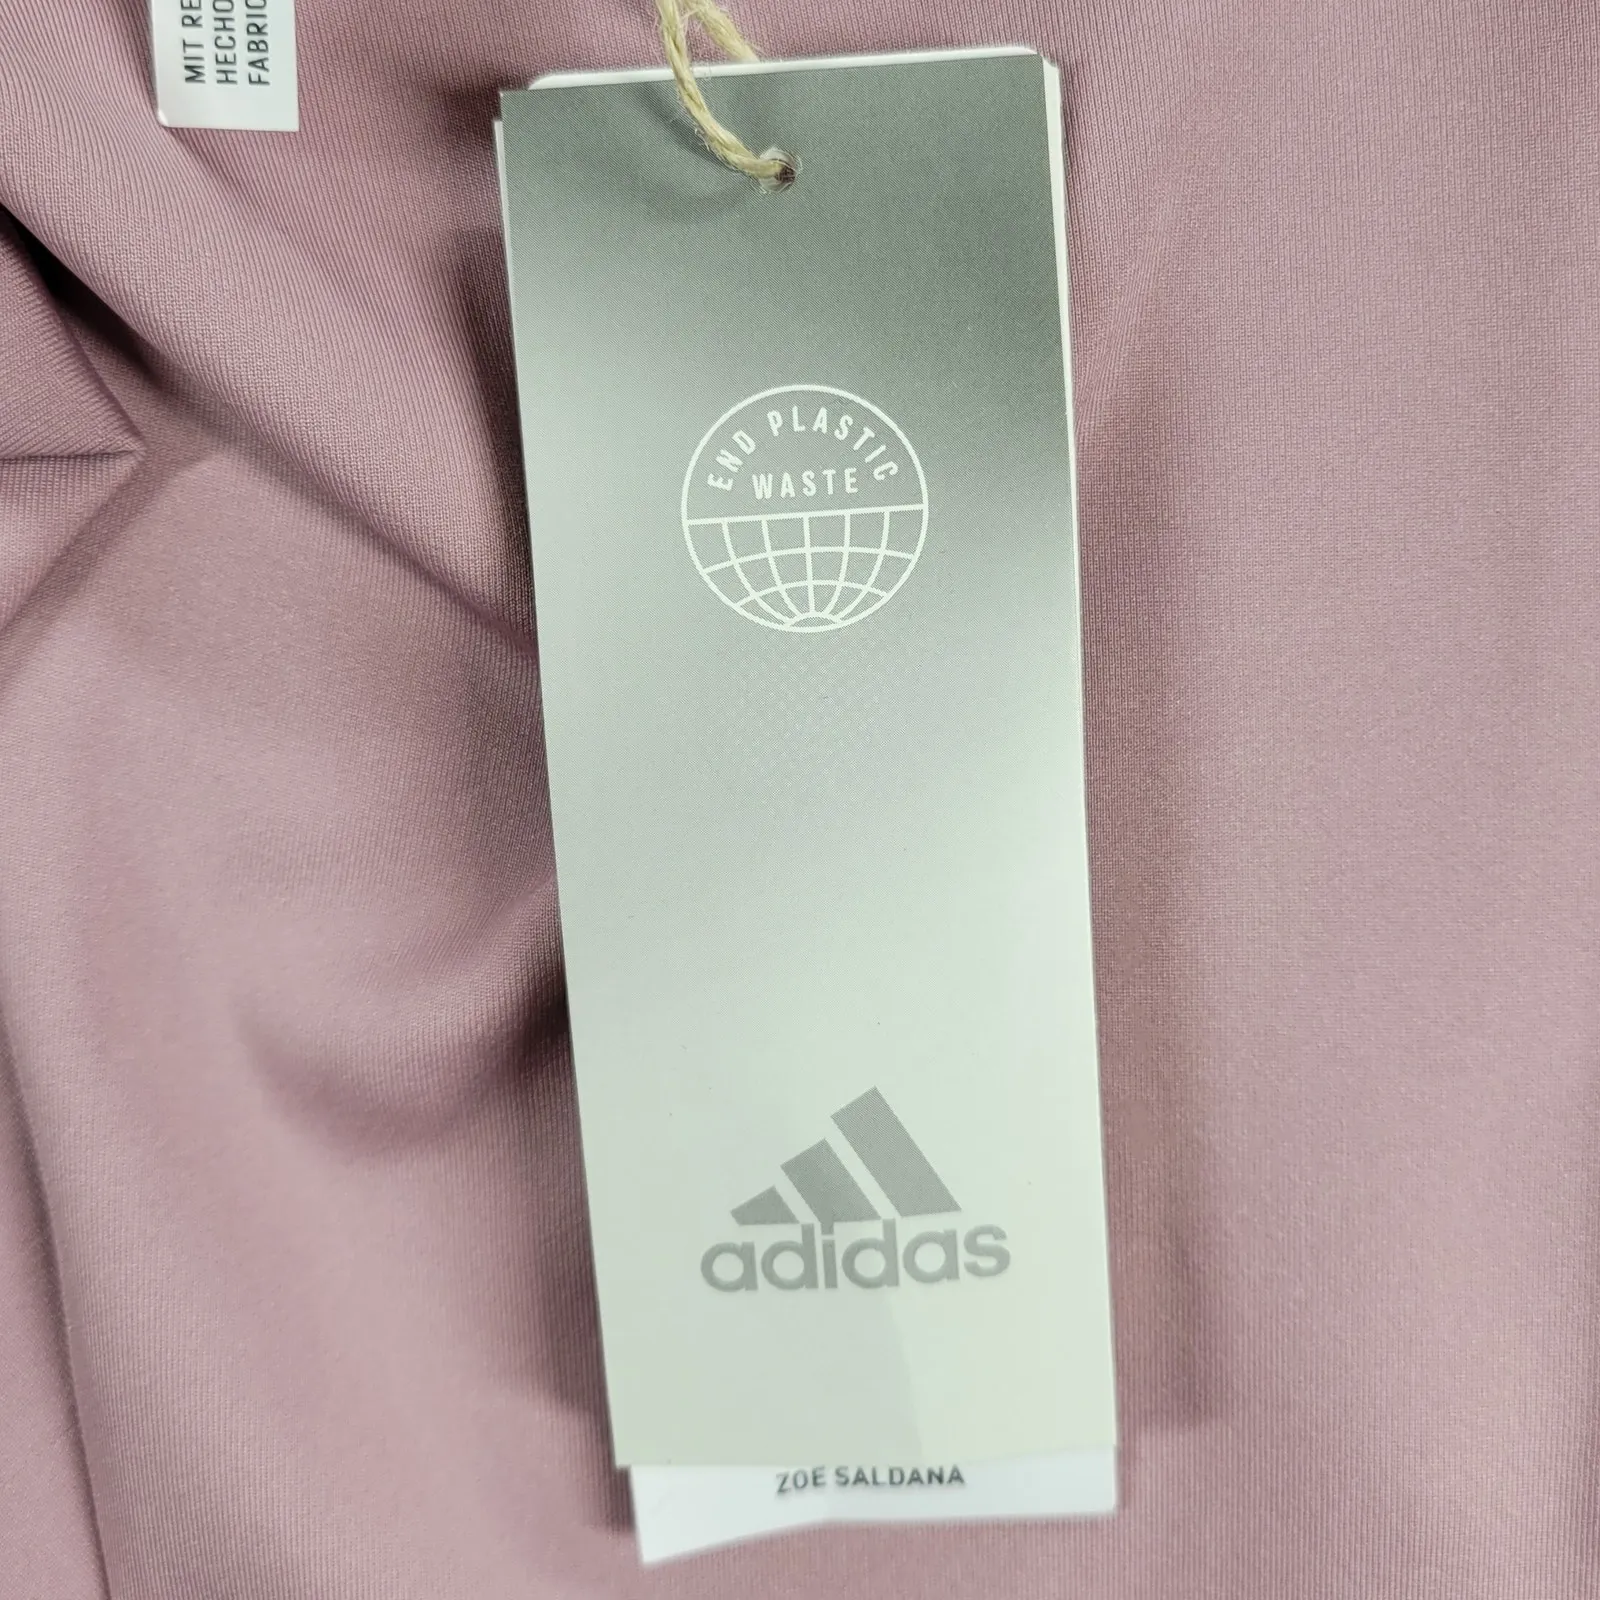 MIT RE
HECHO
FABRIC
END PLASTIC
WASTE
adidas
ZOE SALDANA